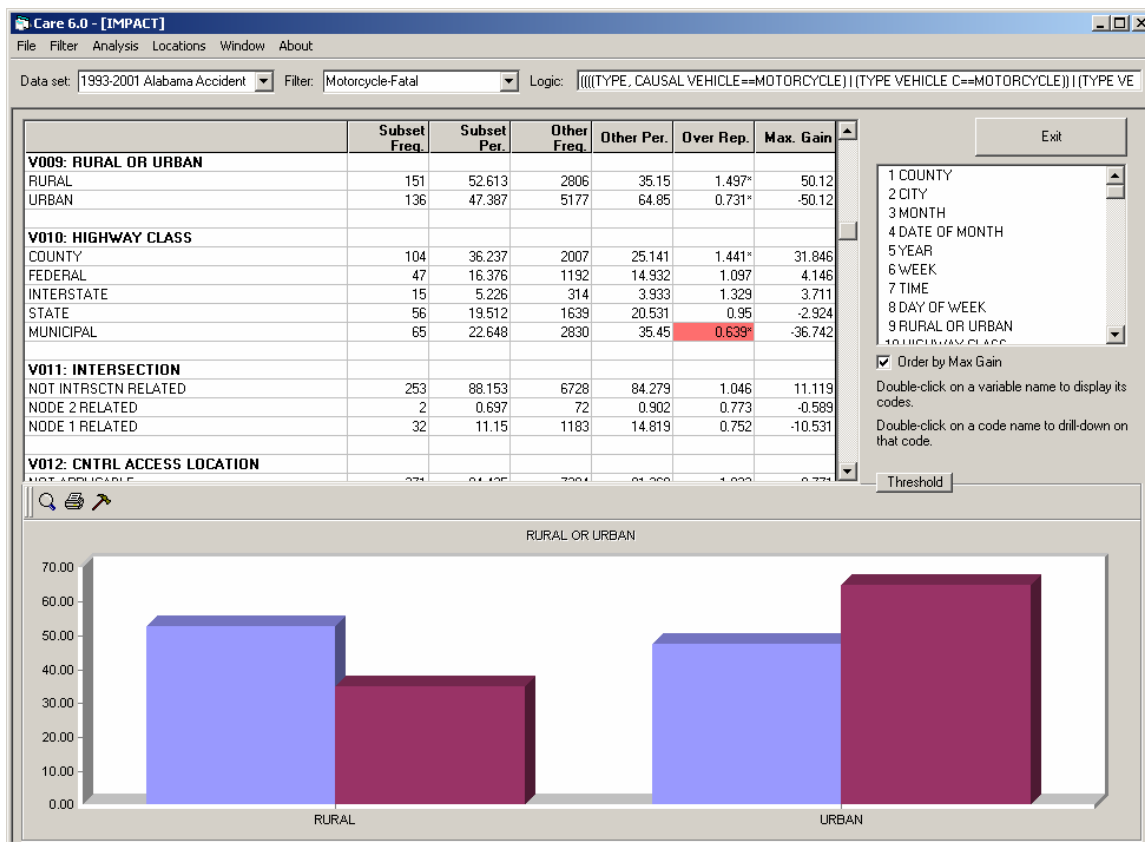 Care 6.0 - [IMPACT]
File Filter Analysis Locations Window About
Data set: 1993-2001 Alabama Accident Filter: Motorcycle-Fatal Logic: ((((TYPE, CAUSAL VEHICLE==MOTORCYCLE)|(TYPE VEHICLE C==MOTORCYCLE))|(TYPE VE
Subset Freq. Subset Per. Other Freq. Other Per. Over Rep. Max. Gain
V009: RURAL OR URBAN
RURAL 151 52.613 2806 35.15 1.497* 50.12
URBAN 136 47.387 5177 64.85 0.731* -50.12
V010: HIGHWAY CLASS
COUNTY 104 36.237 2007 25.141 1.441* 31.846
FEDERAL 47 16.376 1192 14.932 1.097 4.146
INTERSTATE 15 5.226 314 3.933 1.329 3.711
STATE 56 19.512 1639 20.531 0.95 -2.924
MUNICIPAL 65 22.648 2830 35.45 0.639* -36.742
V011: INTERSECTION
NOT INTRSCTN RELATED 253 88.153 6728 84.279 1.046 11.119
NODE 2 RELATED 2 0.697 72 0.902 0.773 -0.589
NODE 1 RELATED 32 11.15 1183 14.819 0.752 -10.531
V012: CNTRL ACCESS LOCATION
NOT APPLICABLE
Exit
1 COUNTY
2 CITY
3 MONTH
4 DATE OF MONTH
5 YEAR
6 WEEK
7 TIME
8 DAY OF WEEK
9 RURAL OR URBAN
10 HIGHWAY CLASS
Order by Max Gain
Double-click on a variable name to display its
codes.
Double-click on a code name to drill-down on
that code.
Threshold
RURAL OR URBAN
70.00
60.00
50.00
40.00
30.00
20.00
10.00
0.00
RURAL URBAN